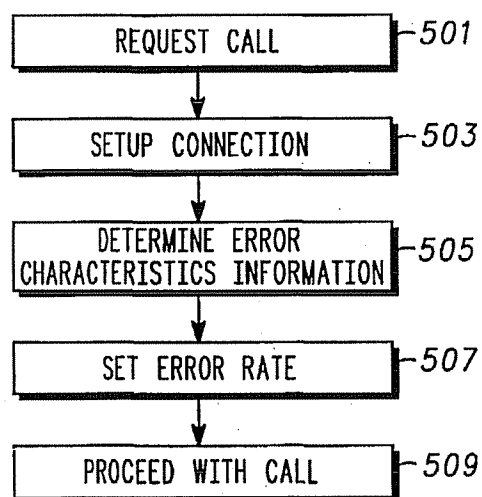 REQUEST CALL 501
SETUP CONNECTION 503
DETERMINE ERROR
CHARACTERISTICS INFORMATION 505
SET ERROR RATE 507
PROCEED WITH CALL 509